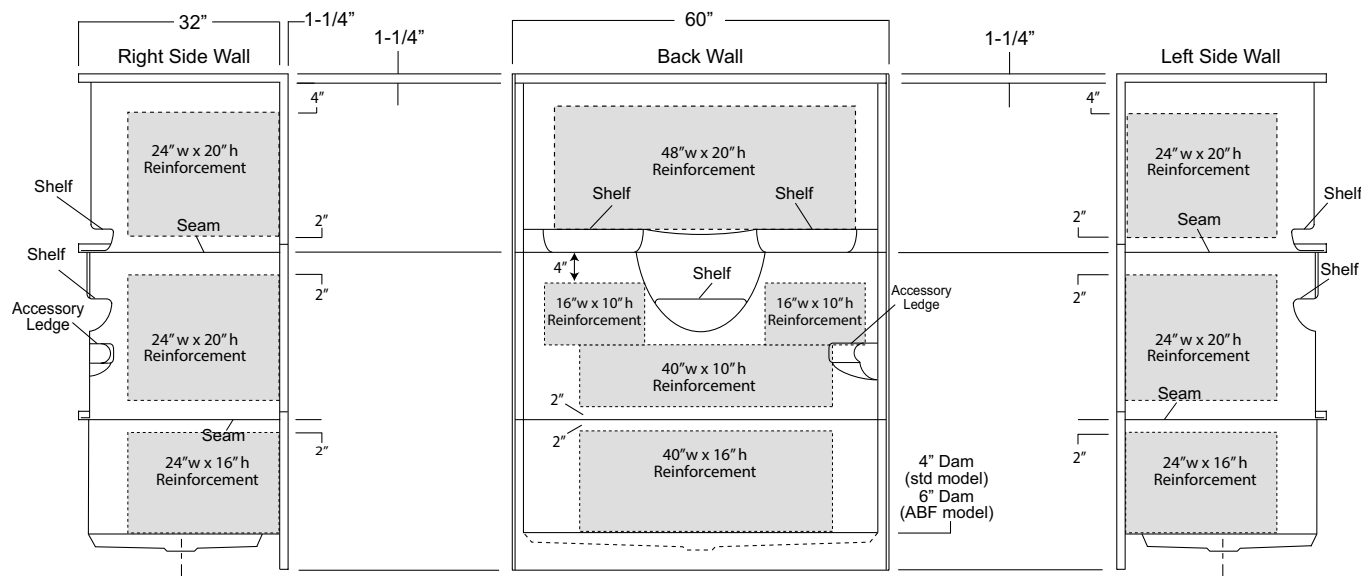 32”
1-1/4”
60”
1-1/4”
1-1/4”
Right Side Wall
Back Wall
Left Side Wall
4”
24”w x 20”h
Reinforcement
Shelf
Seam
2”
Shelf
2”
Accessory
Ledge
24”w x 20”h
Reinforcement
Seam
2”
24”w x 16”h
Reinforcement
48”w x 20”h
Reinforcement
Shelf
Shelf
4”
Shelf
16”w x 10”h
Reinforcement
16”w x 10”h
Reinforcement
Accessory
Ledge
40”w x 10”h
Reinforcement
2”
2”
40”w x 16”h
Reinforcement
4” Dam
(std model)
6” Dam
(ABF model)
4”
24”w x 20”h
Reinforcement
Shelf
2”
Seam
Shelf
2”
24”w x 20”h
Reinforcement
Seam
2”
24”w x 16”h
Reinforcement